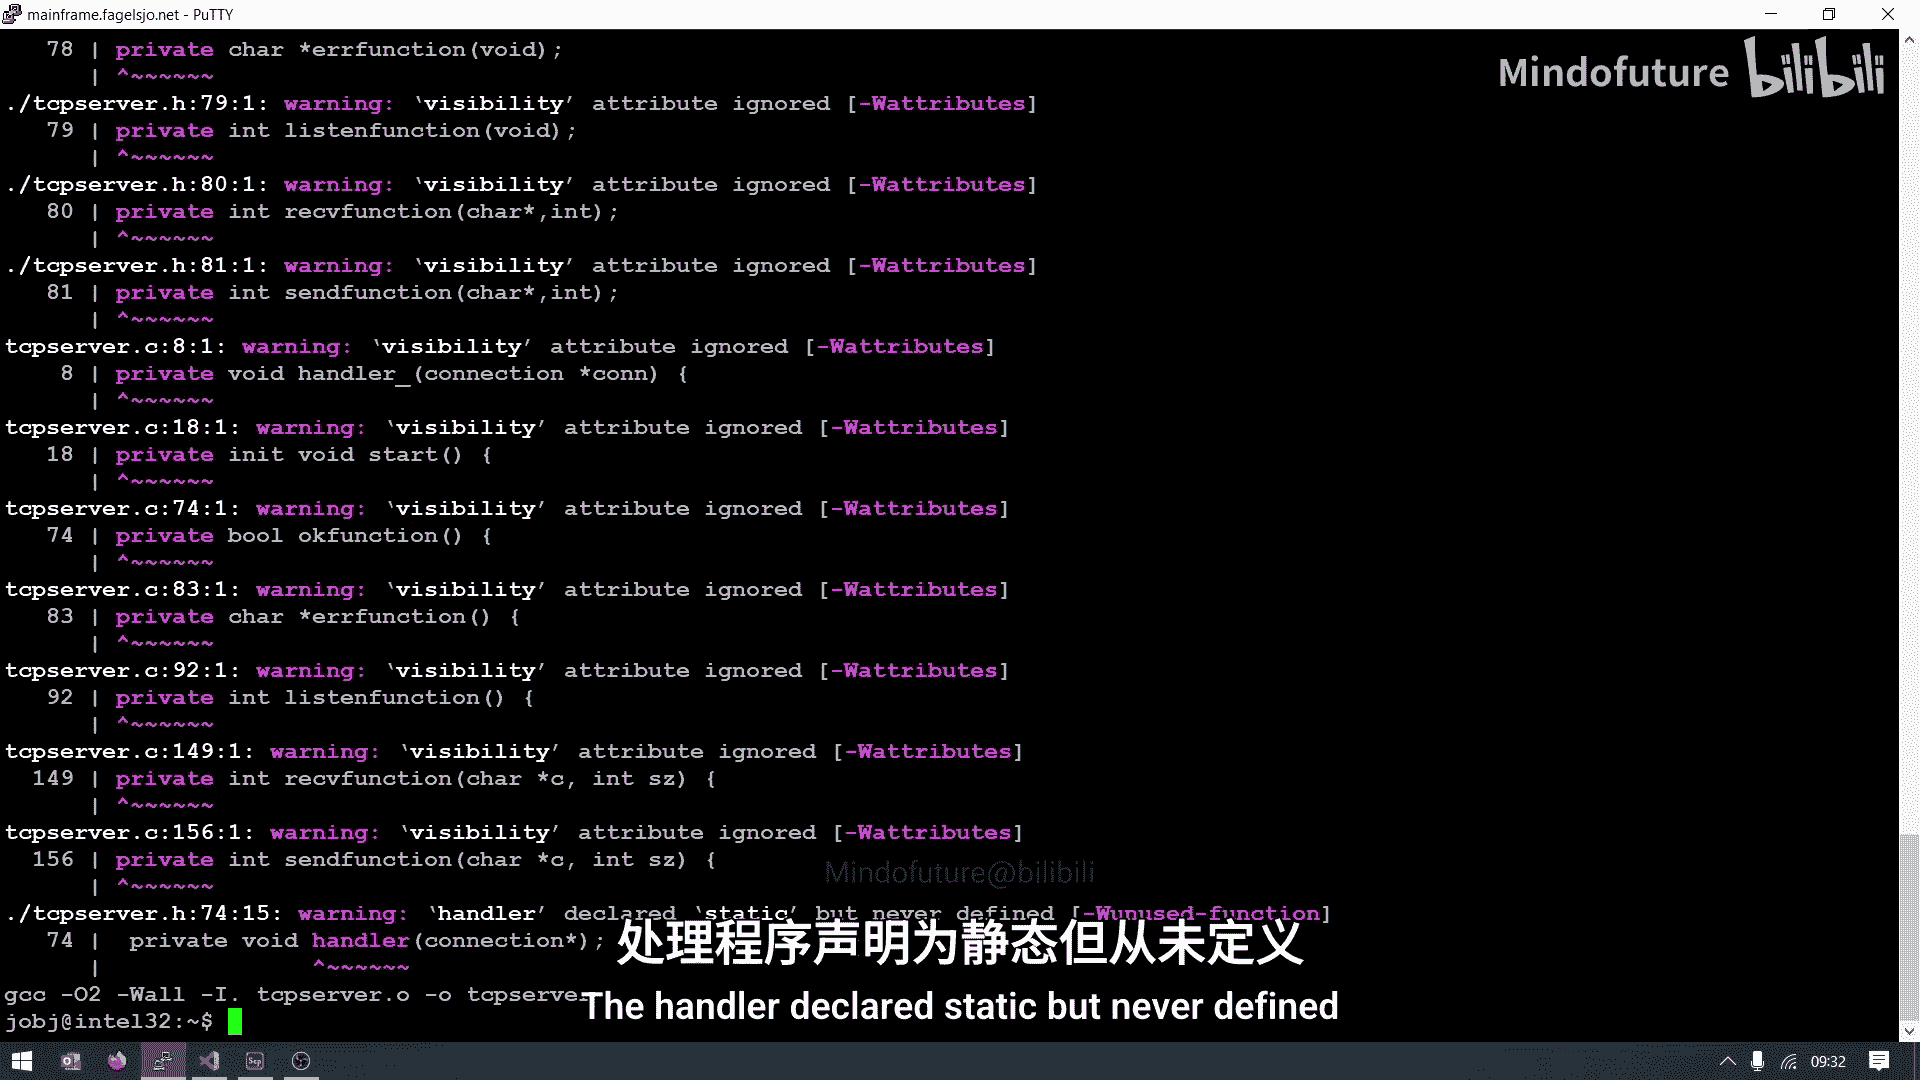 mainframe.fagelsjo.net - PuTTY
78 | private char *errfunction(void);
| ^~~~~~~
Mindofuture bilibili
./tcpserver.h:79:1: warning: ‘visibility’ attribute ignored [-Wattributes]
79 | private int listenfunction(void);
| ^~~~~~~
./tcpserver.h:80:1: warning: ‘visibility’ attribute ignored [-Wattributes]
80 | private int recvfunction(char*,int);
| ^~~~~~~
./tcpserver.h:81:1: warning: ‘visibility’ attribute ignored [-Wattributes]
81 | private int sendfunction(char*,int);
| ^~~~~~~
tcpserver.c:8:1: warning: ‘visibility’ attribute ignored [-Wattributes]
8 | private void handler_(connection *conn) {
| ^~~~~~~
tcpserver.c:18:1: warning: ‘visibility’ attribute ignored [-Wattributes]
18 | private init void start() {
| ^~~~~~~
tcpserver.c:74:1: warning: ‘visibility’ attribute ignored [-Wattributes]
74 | private bool okfunction() {
| ^~~~~~~
tcpserver.c:83:1: warning: ‘visibility’ attribute ignored [-Wattributes]
83 | private char *errfunction() {
| ^~~~~~~
tcpserver.c:92:1: warning: ‘visibility’ attribute ignored [-Wattributes]
92 | private int listenfunction() {
| ^~~~~~~
tcpserver.c:149:1: warning: ‘visibility’ attribute ignored [-Wattributes]
149 | private int recvfunction(char *c, int sz) {
| ^~~~~~~
tcpserver.c:156:1: warning: ‘visibility’ attribute ignored [-Wattributes]
156 | private int sendfunction(char *c, int sz) {
| ^~~~~~~
Mindofuture@bilibili
./tcpserver.h:74:15: warning: ‘handler’ declared ‘static’ but never defined [-Wunused-function]
74 | private void handler(connection*);
| ^~~~~~~
处理程序声明为静态但从未定义
gcc -O2 -Wall -I. tcpserver.o -o tcpserver
The handler declared static but never defined
jobj@intel32:~$
09:32